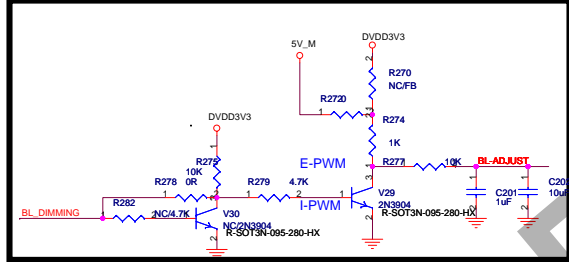 DVDD3V3
5V_M
R270
NC/FB
R2720
R274
1K
DVDD3V3
R275
10K
R278
0R
R279
4.7K
E-PWM
I-PWM
R277
10K
BL-ADJUST
V29
2N3904
R-SOT3N-095-280-HX
C201
1uF
10uF
R282
BL_DIMMING
NC/4.7K
V30
NC/2N3904
R-SOT3N-095-280-HX